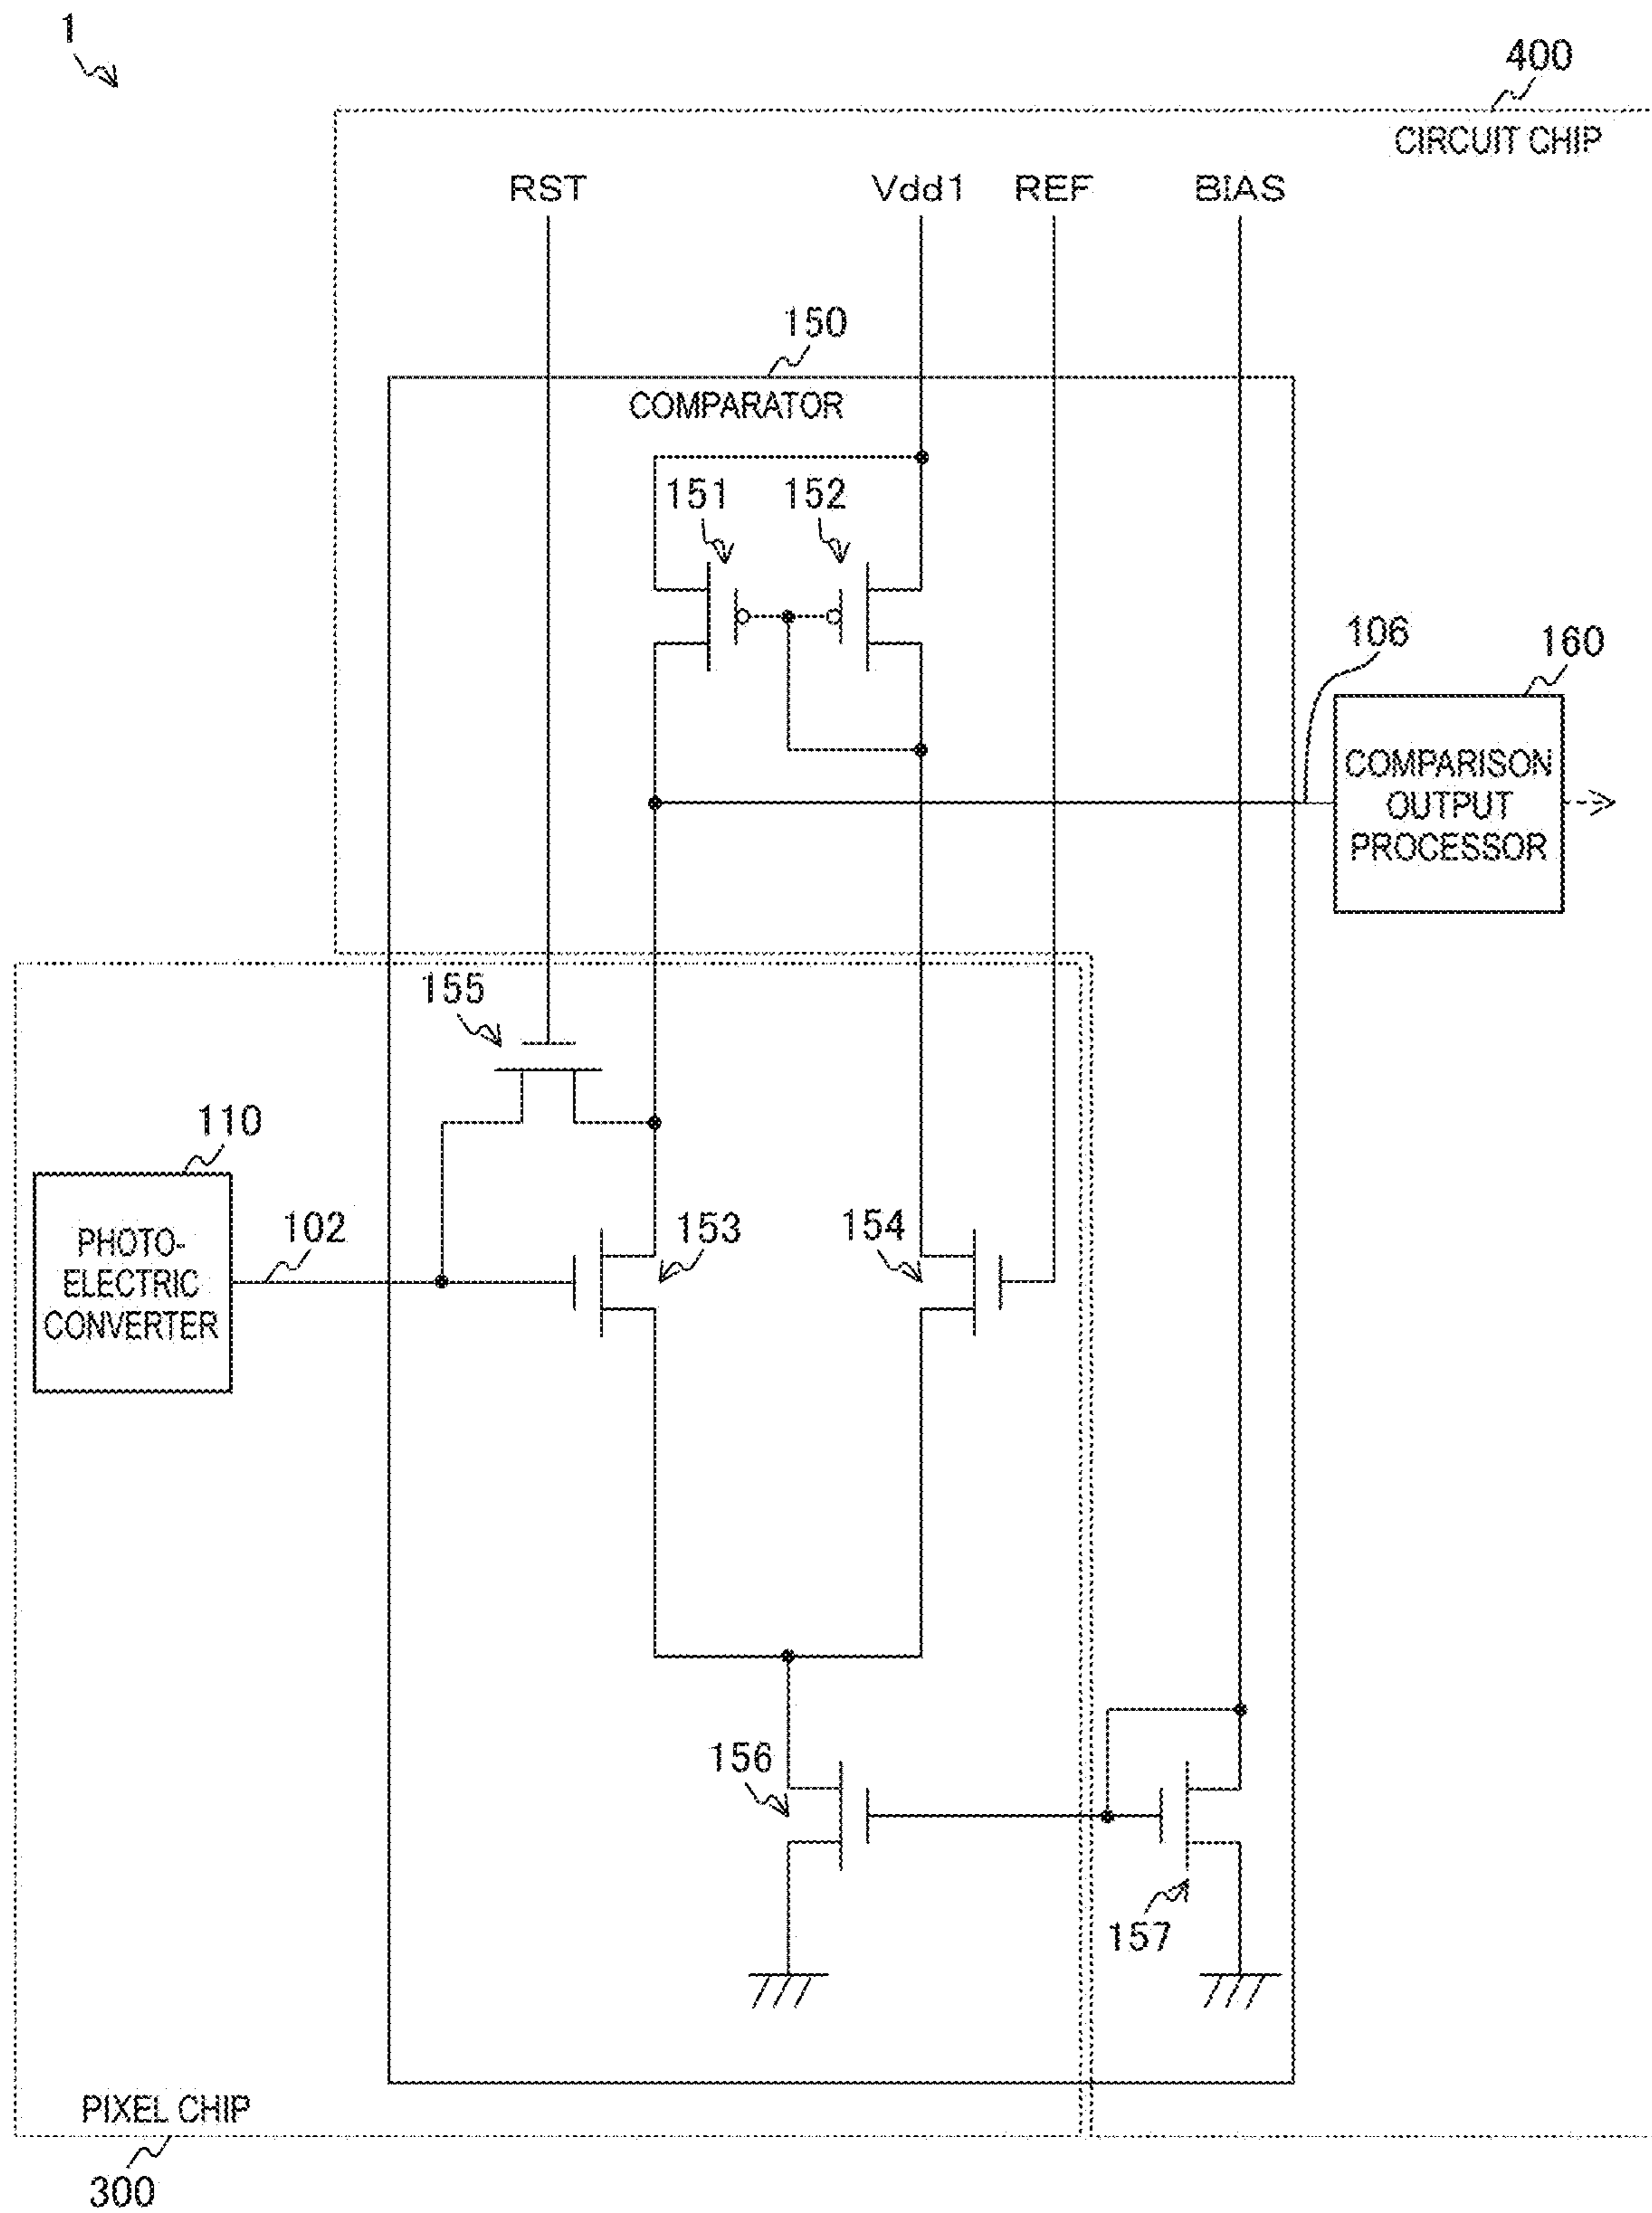 1
400
CIRCUIT CHIP
RST
Vdd1
REF
BIAS
150
COMPARATOR
151
152
106
160
COMPARISON
OUTPUT
PROCESSOR
155
110
PHOTO-
ELECTRIC
CONVERTER
102
153
154
156
157
PIXEL CHIP
300